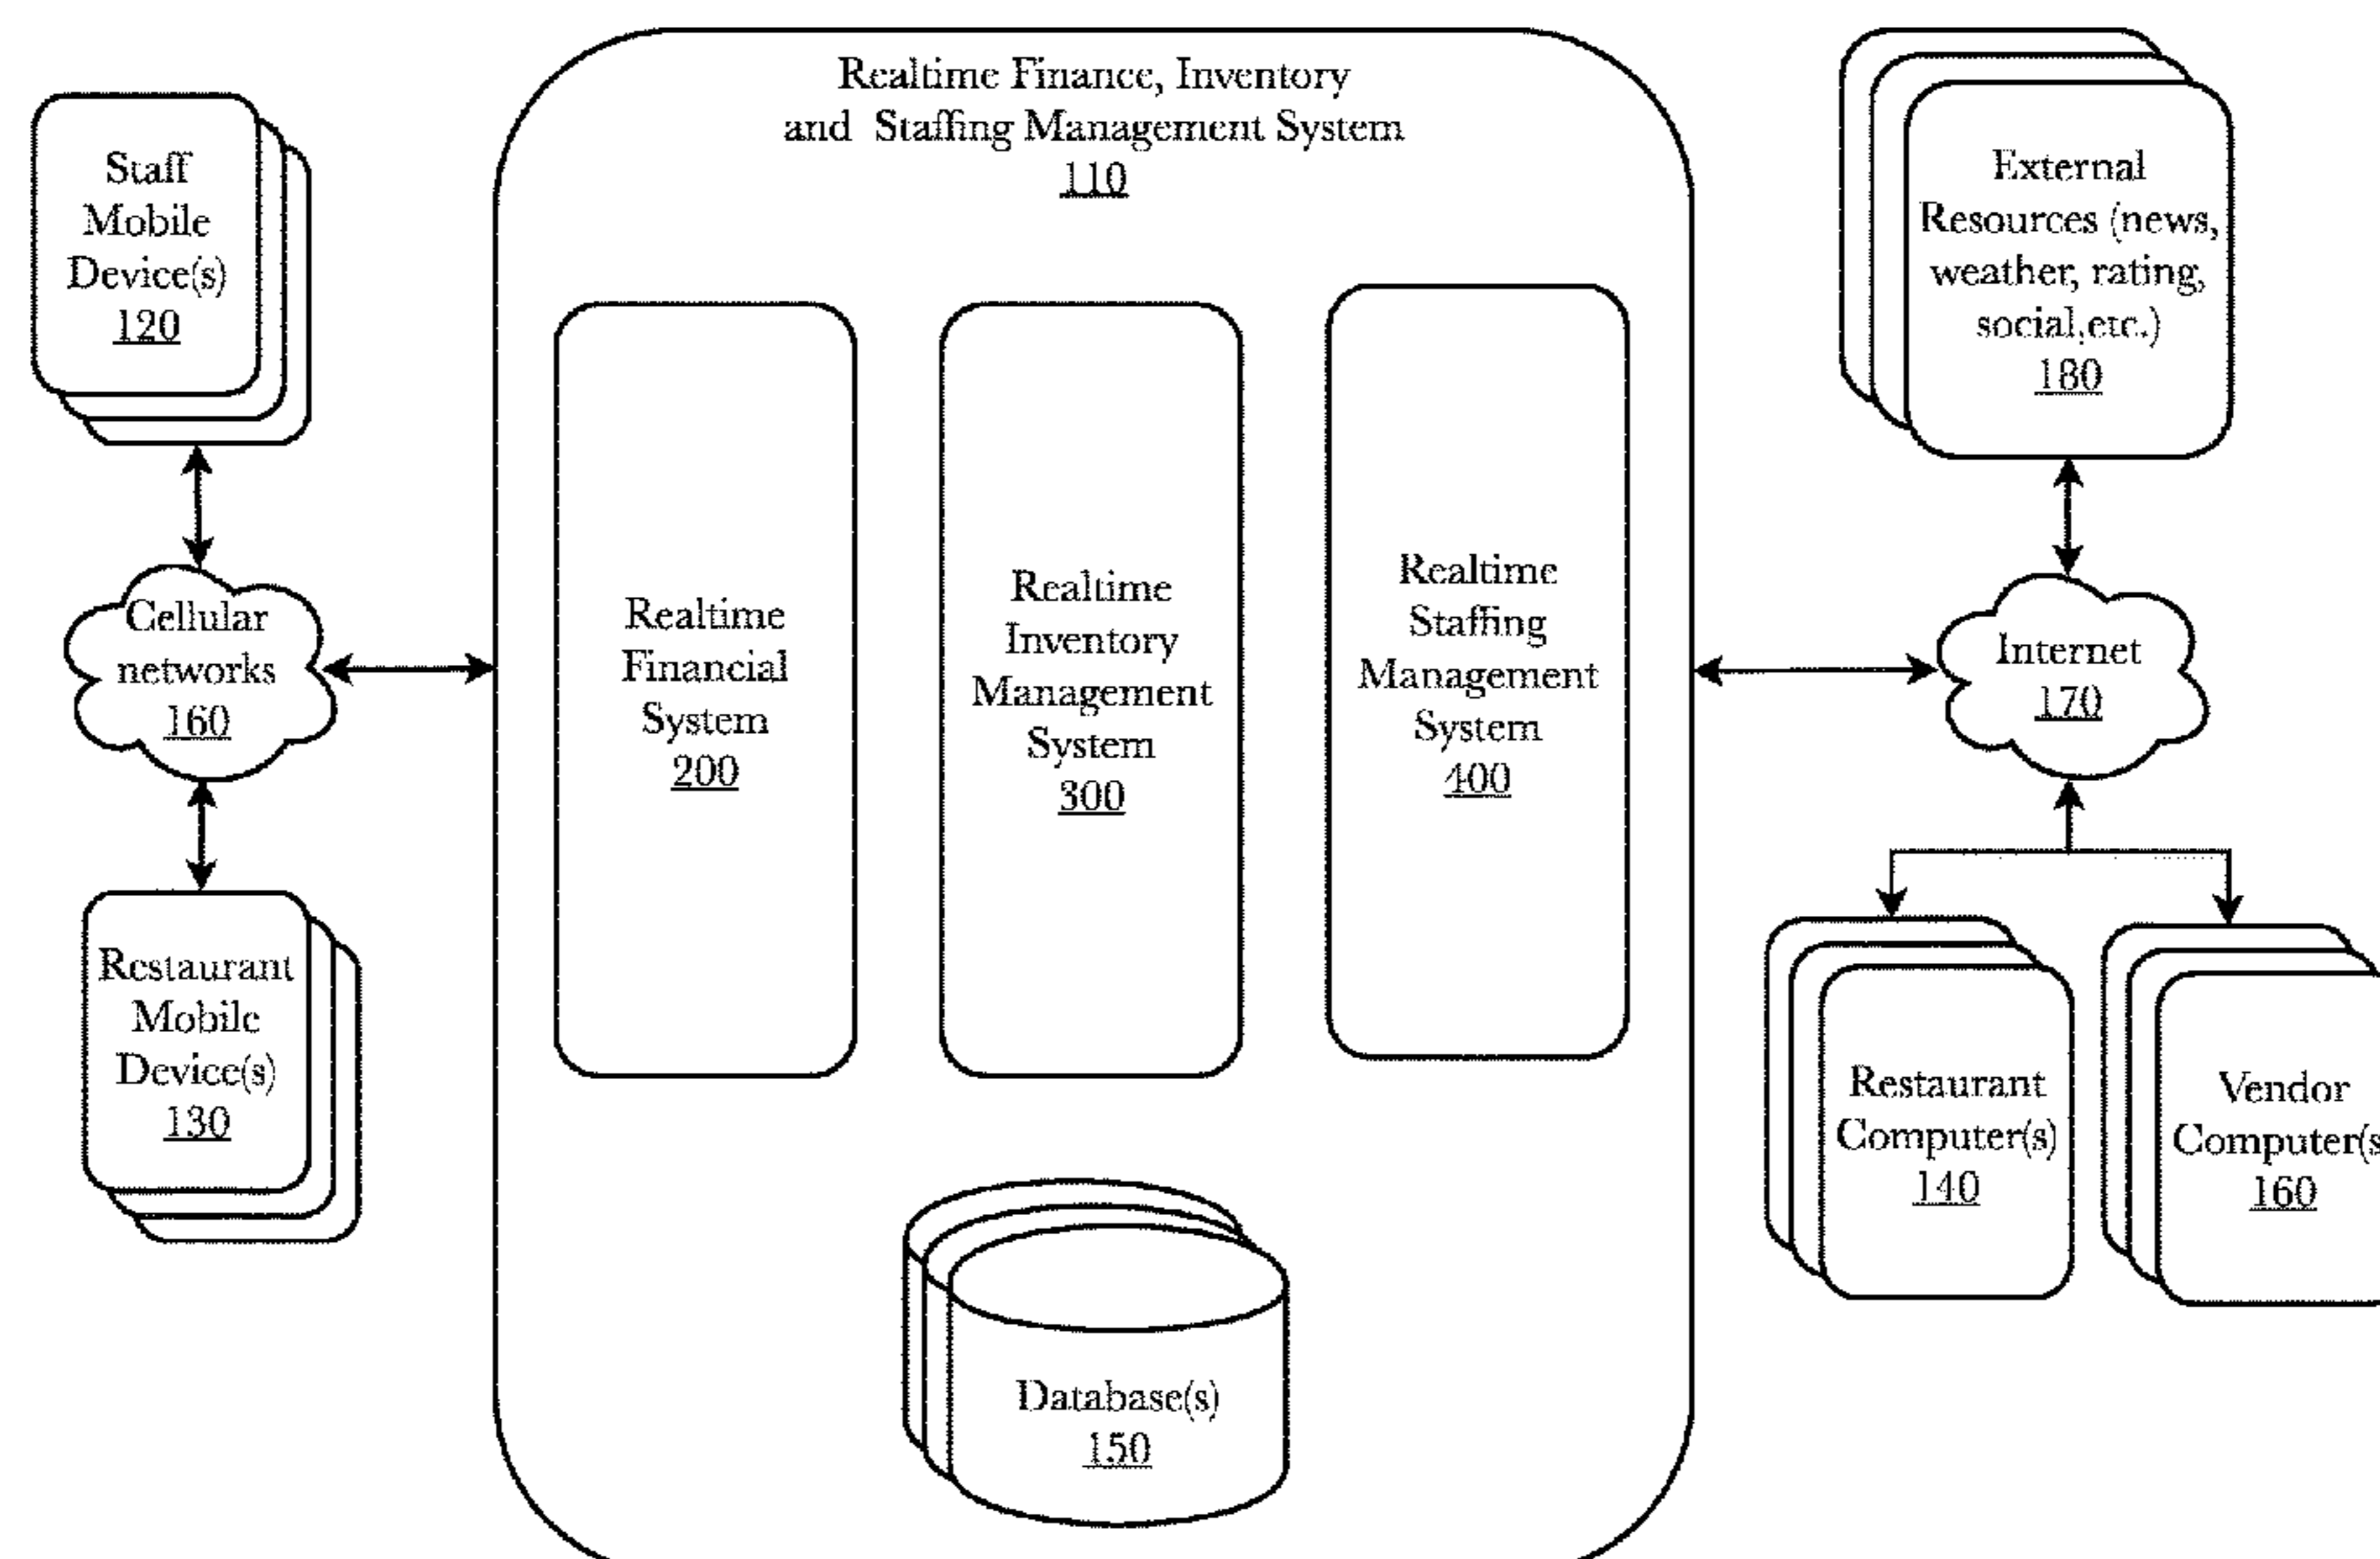 Realtime Finance, Inventory
and Staffing Management System
110
Staff
Mobile
Device(s)
120
Cellular
networks
160
Restaurant
Mobile
Device(s)
130
Realtime
Financial
System
200
Realtime
Inventory
Management
System
300
Realtime
Staffing
Management
System
400
Database(s)
150
External
Resources (news,
weather, rating,
social,etc.)
180
Internet
170
Restaurant
Computer(s)
140
Vendor
Computer(s
160